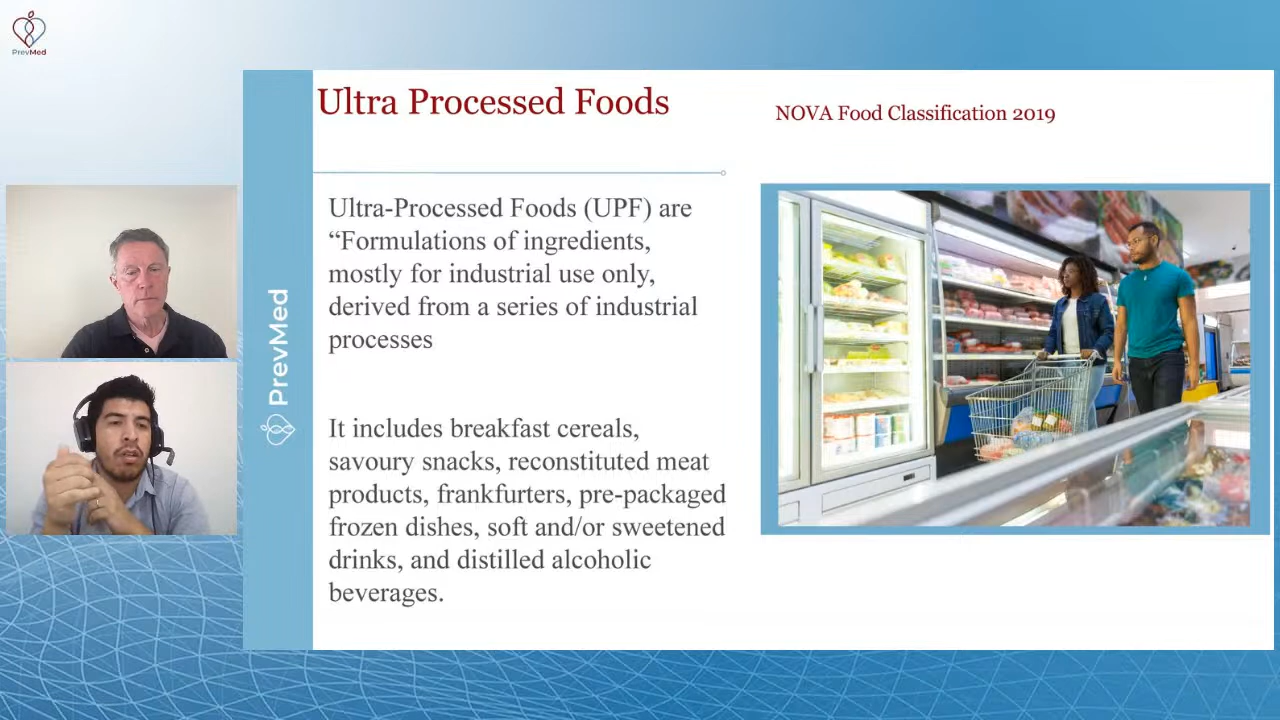 PrevMed
Ultra Processed Foods
NOVA Food Classification 2019
Ultra-Processed Foods (UPF) are
“Formulations of ingredients,
mostly for industrial use only,
derived from a series of industrial
processes
It includes breakfast cereals,
savoury snacks, reconstituted meat
products, frankfurters, pre-packaged
frozen dishes, soft and/or sweetened
drinks, and distilled alcoholic
beverages.
PrevMed